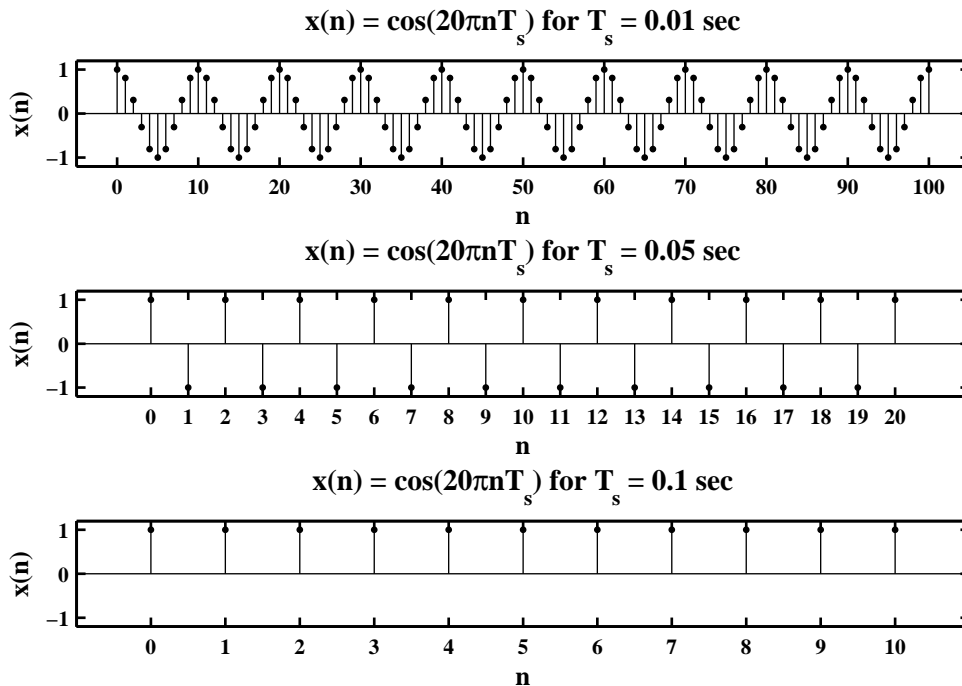 x(n) = cos(20πnT_s) for T_s = 0.01 sec
1
0
−1
x(n)
0 10 20 30 40 50 60 70 80 90 100
n
x(n) = cos(20πnT_s) for T_s = 0.05 sec
1
0
−1
x(n)
0 1 2 3 4 5 6 7 8 9 10 11 12 13 14 15 16 17 18 19 20
n
x(n) = cos(20πnT_s) for T_s = 0.1 sec
1
0
−1
x(n)
0 1 2 3 4 5 6 7 8 9 10
n